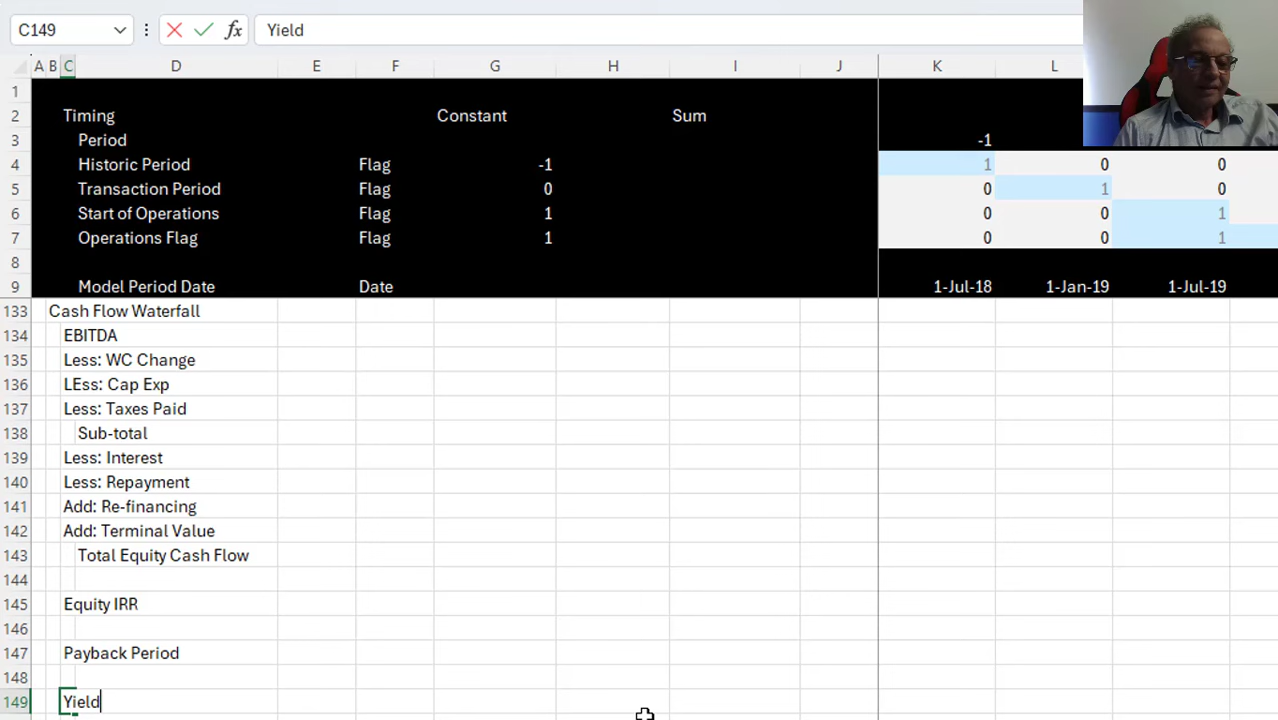 C149 fx Yield
A B C D E F G H I J K L
1
2 Timing Constant Sum
3 Period -1
4 Historic Period Flag -1 1 0 0
5 Transaction Period Flag 0 0 1 0
6 Start of Operations Flag 1 0 0 1
7 Operations Flag Flag 1 0 0 1
8
9 Model Period Date Date 1-Jul-18 1-Jan-19 1-Jul-19
133 Cash Flow Waterfall
134 EBITDA
135 Less: WC Change
136 LEss: Cap Exp
137 Less: Taxes Paid
138 Sub-total
139 Less: Interest
140 Less: Repayment
141 Add: Re-financing
142 Add: Terminal Value
143 Total Equity Cash Flow
144
145 Equity IRR
146
147 Payback Period
148
149 Yield